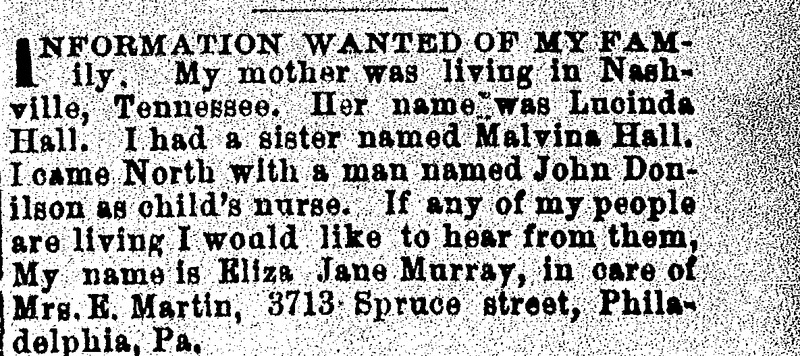 INFORMATION WANTED OF MY FAM-
ily. My mother was living in Nash-
ville, Tennessee. Her name was Lucinda
Hall. I had a sister named Malvina Hall.
I came North with a man named John Don-
ilson as child's nurse. If any of my people
are living I would like to hear from them,
My name is Eliza Jane Murray, in care of
Mrs. E. Martin, 3713 Spruce street, Phila-
delphia, Pa.